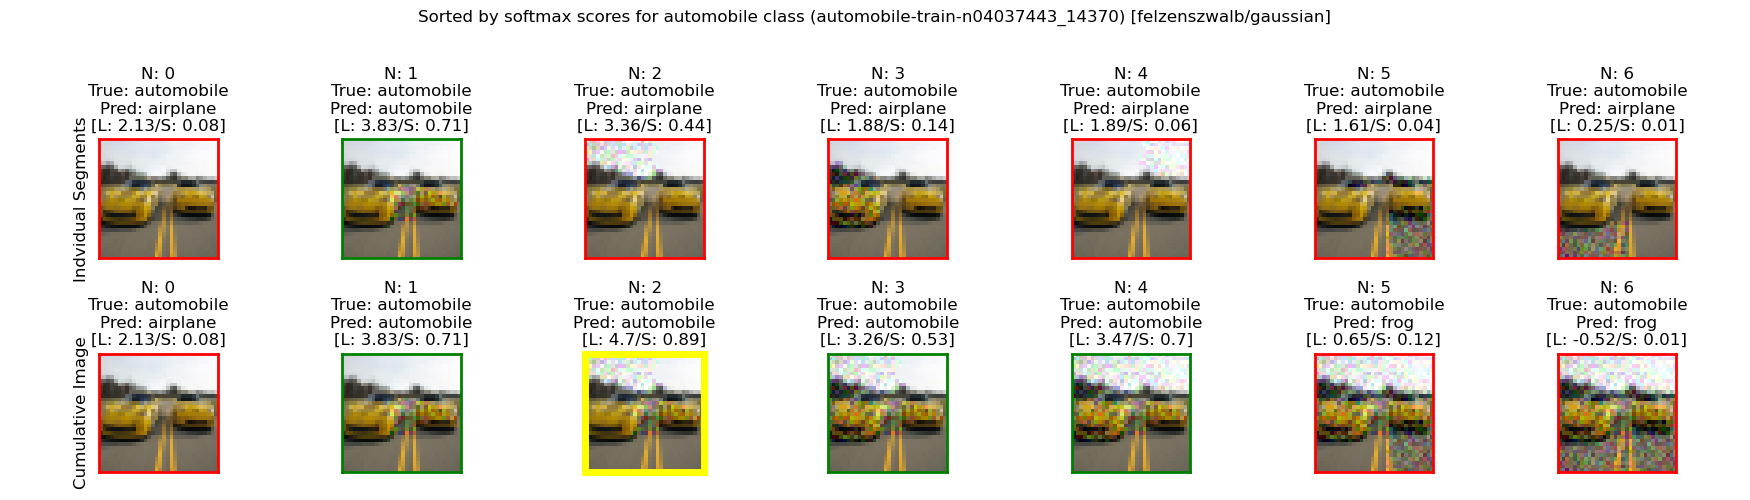 Sorted by softmax scores for automobile class (automobile-train-n04037443_14370) [felzenszwalb/gaussian]
Indvidual Segments
N: 0
True: automobile
Pred: airplane
[L: 2.13/S: 0.08]
N: 1
True: automobile
Pred: automobile
[L: 3.83/S: 0.71]
N: 2
True: automobile
Pred: airplane
[L: 3.36/S: 0.44]
N: 3
True: automobile
Pred: airplane
[L: 1.88/S: 0.14]
N: 4
True: automobile
Pred: airplane
[L: 1.89/S: 0.06]
N: 5
True: automobile
Pred: airplane
[L: 1.61/S: 0.04]
N: 6
True: automobile
Pred: airplane
[L: 0.25/S: 0.01]
Cumulative Image
N: 0
True: automobile
Pred: airplane
[L: 2.13/S: 0.08]
N: 1
True: automobile
Pred: automobile
[L: 3.83/S: 0.71]
N: 2
True: automobile
Pred: automobile
[L: 4.7/S: 0.89]
N: 3
True: automobile
Pred: automobile
[L: 3.26/S: 0.53]
N: 4
True: automobile
Pred: automobile
[L: 3.47/S: 0.7]
N: 5
True: automobile
Pred: frog
[L: 0.65/S: 0.12]
N: 6
True: automobile
Pred: frog
[L: -0.52/S: 0.01]